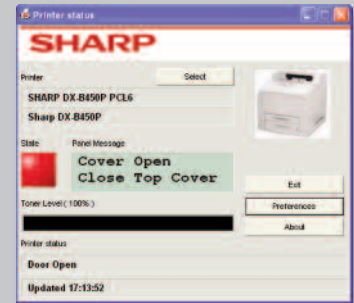 Printer status
SHARP
Printer
Select
SHARP DX-B450P PCL6
Sharp DX-B450P
State
Panel Message
Cover Open
Close Top Cover
Exit
Toner Level ( 100% )
Preferences
About
Printer status
Door Open
Updated 17:13:52